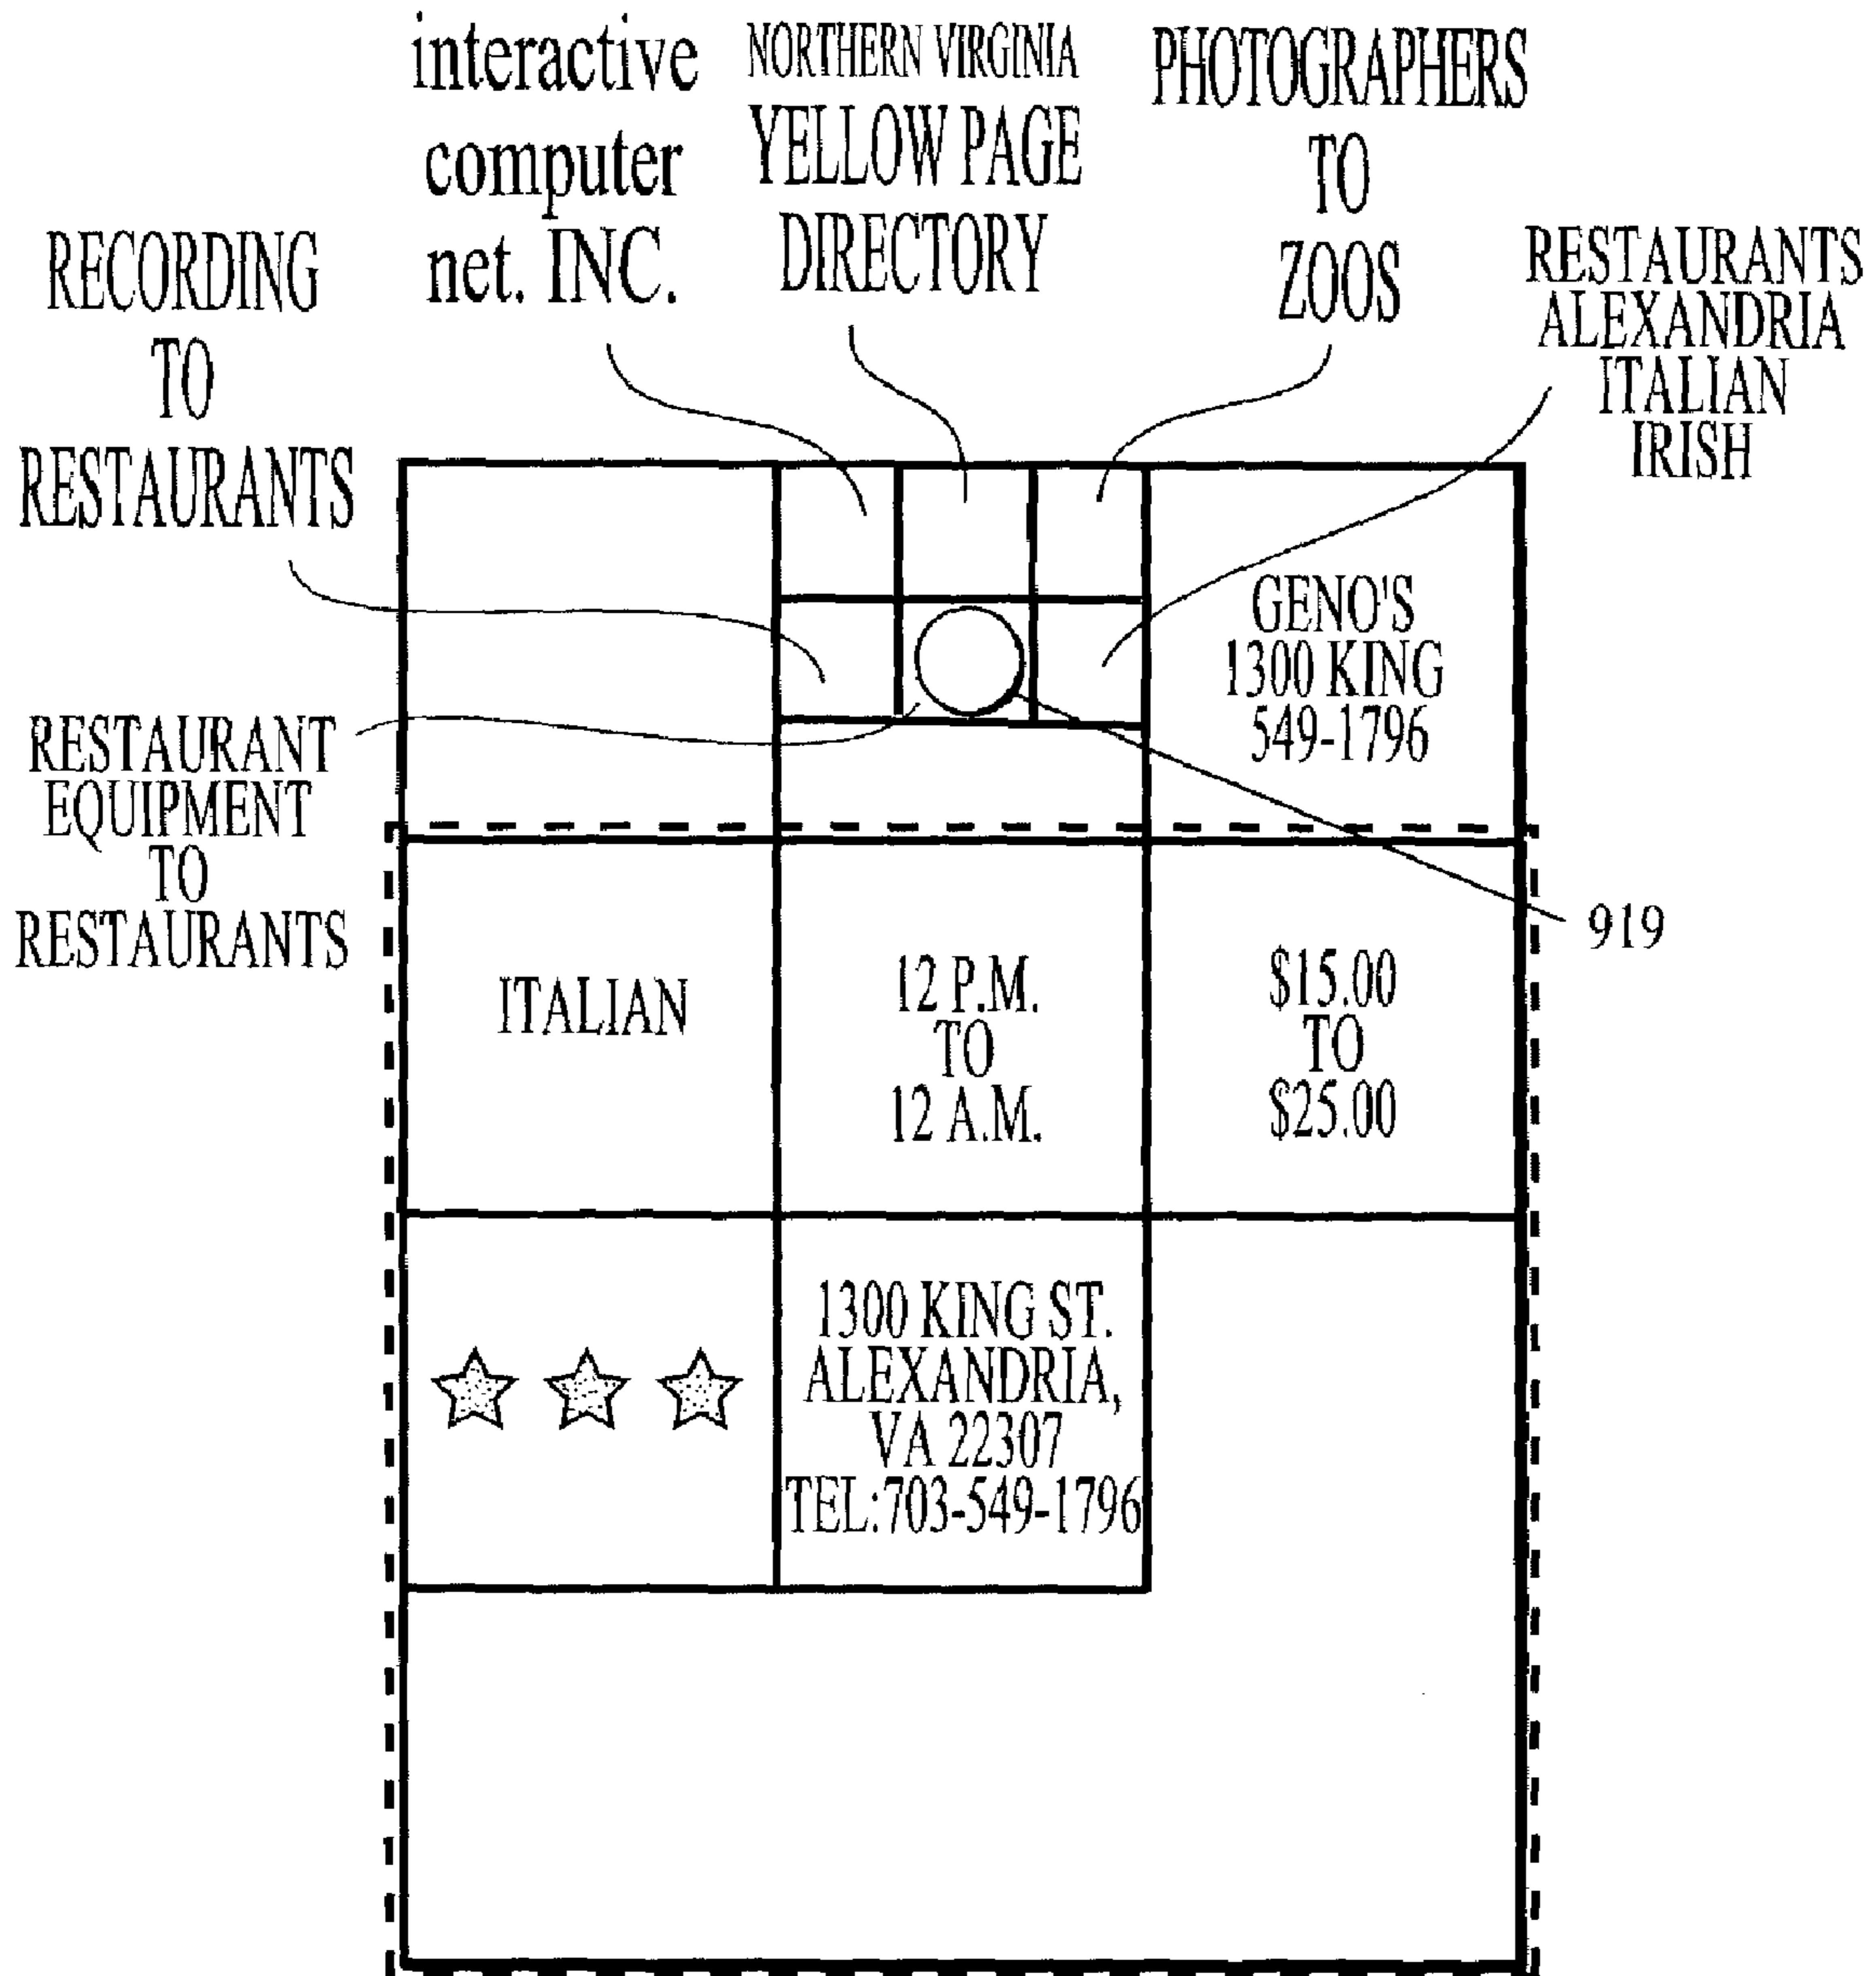 interactive
computer
net. INC.
NORTHERN VIRGINIA
YELLOW PAGE
DIRECTORY
PHOTOGRAPHERS
TO
ZOOS
RECORDING
TO
RESTAURANTS
RESTAURANTS
ALEXANDRIA
ITALIAN
IRISH
GENO'S
1300 KING
549-1796
RESTAURANT
EQUIPMENT
TO
RESTAURANTS
919
ITALIAN
12 P.M.
TO
12 A.M.
$15.00
TO
$25.00
1300 KING ST.
ALEXANDRIA,
VA 22307
TEL:703-549-1796